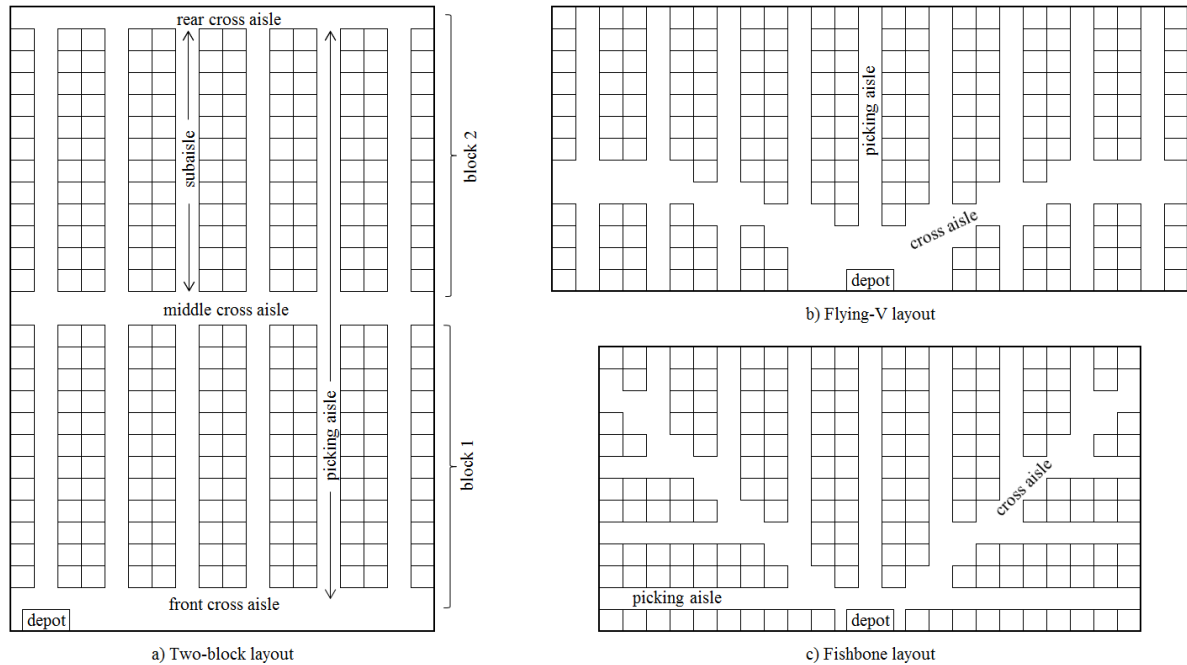 rear cross aisle
subaisle
block 2
middle cross aisle
picking aisle
block 1
front cross aisle
depot
a) Two-block layout
picking aisle
cross aisle
depot
b) Flying-V layout
cross aisle
picking aisle
depot
c) Fishbone layout